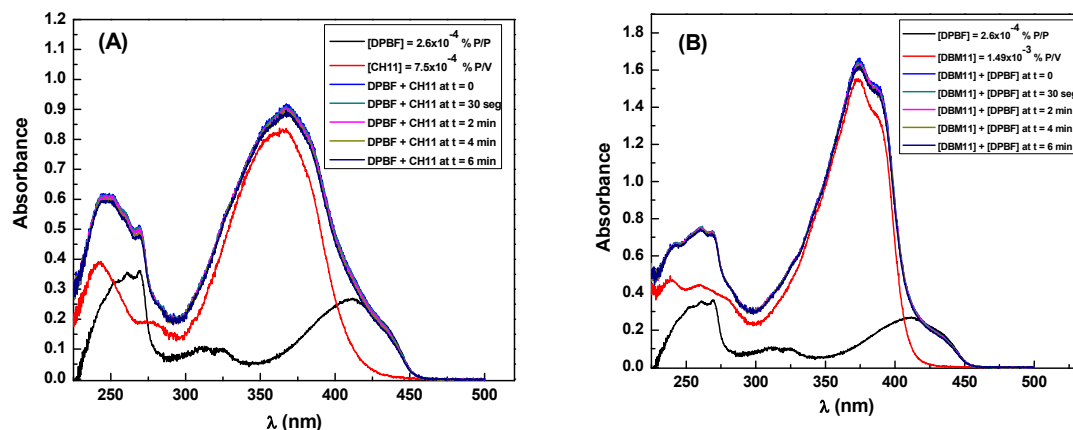 (A)
[DPBF] = 2.6x10⁻⁴ % P/P
[CH11] = 7.5x10⁻⁴ % P/V
DPBF + CH11 at t = 0
DPBF + CH11 at t = 30 seg
DPBF + CH11 at t = 2 min
DPBF + CH11 at t = 4 min
DPBF + CH11 at t = 6 min
Absorbance
1.2
1.1
1.0
0.9
0.8
0.7
0.6
0.5
0.4
0.3
0.2
0.1
0.0
250 300 350 400 450 500
λ (nm)
(B)
[DPBF] = 2.6x10⁻⁴ % P/P
[DBM11] = 1.49x10⁻³ % P/V
[DBM11] + [DPBF] at t = 0
[DBM11] + [DPBF] at t = 30 seg
[DBM11] + [DPBF] at t = 2 min
[DBM11] + [DPBF] at t = 4 min
[DBM11] + [DPBF] at t = 6 min
Absorbance
1.8
1.6
1.4
1.2
1.0
0.8
0.6
0.4
0.2
0.0
250 300 350 400 450 500
λ (nm)